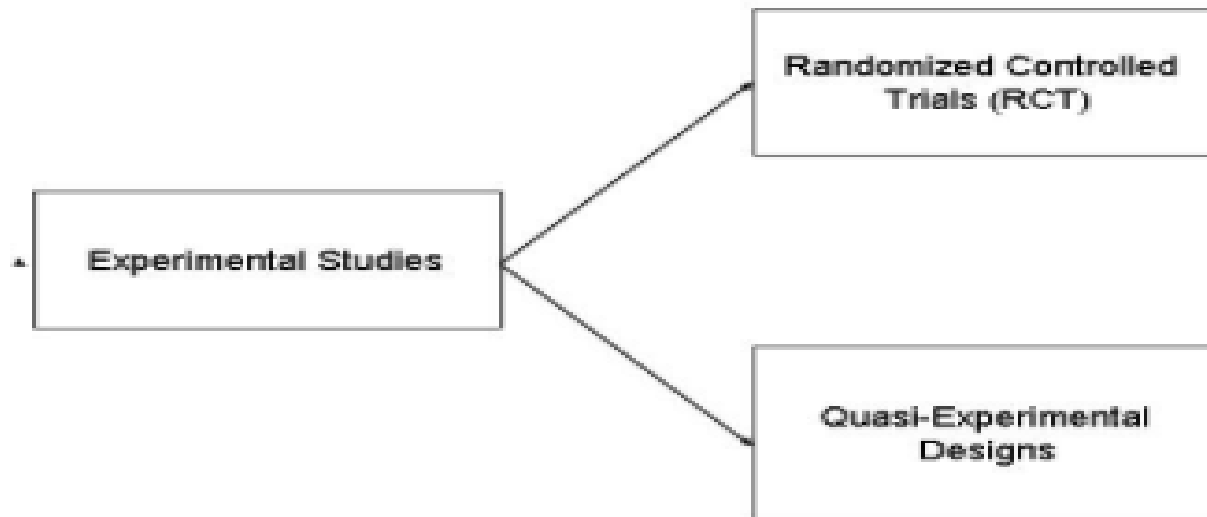 Randomized Controlled
Trials (RCT)
Experimental Studies
Quasi-Experimental
Designs